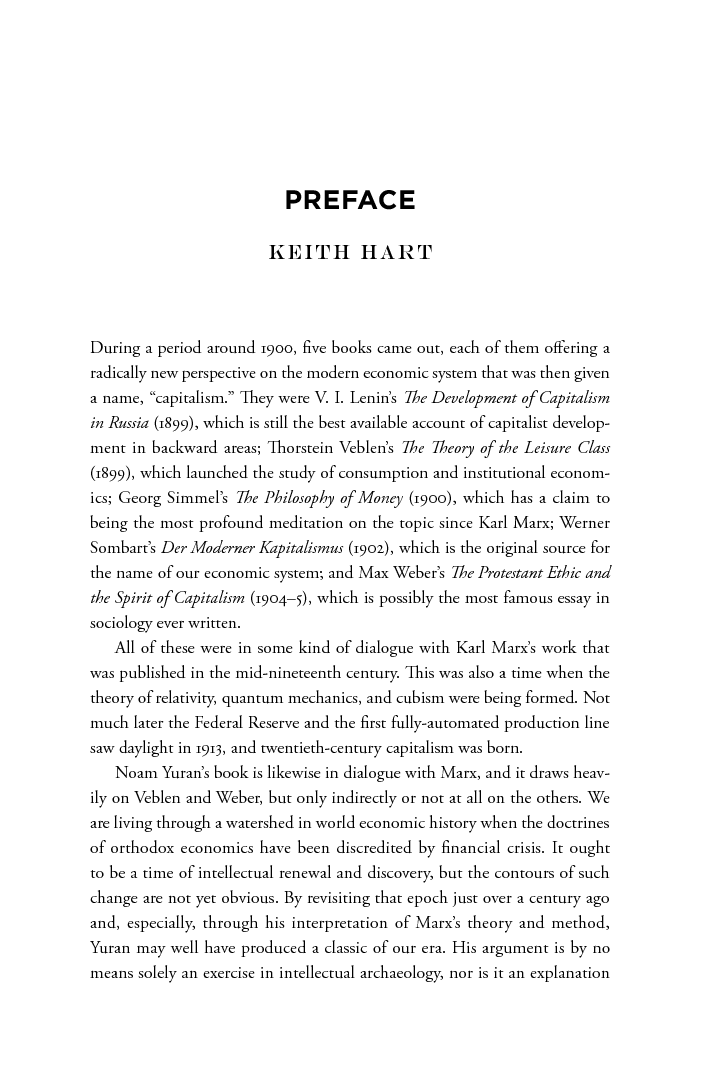 PREFACE
KEITH HART
During a period around 1900, five books came out, each of them offering a
radically new perspective on the modern economic system that was then given
a name, “capitalism.” They were V. I. Lenin’s The Development of Capitalism
in Russia (1899), which is still the best available account of capitalist develop-
ment in backward areas; Thorstein Veblen’s The Theory of the Leisure Class
(1899), which launched the study of consumption and institutional econom-
ics; Georg Simmel’s The Philosophy of Money (1900), which has a claim to
being the most profound meditation on the topic since Karl Marx; Werner
Sombart’s Der Moderner Kapitalismus (1902), which is the original source for
the name of our economic system; and Max Weber’s The Protestant Ethic and
the Spirit of Capitalism (1904–5), which is possibly the most famous essay in
sociology ever written.
All of these were in some kind of dialogue with Karl Marx’s work that
was published in the mid-nineteenth century. This was also a time when the
theory of relativity, quantum mechanics, and cubism were being formed. Not
much later the Federal Reserve and the first fully-automated production line
saw daylight in 1913, and twentieth-century capitalism was born.
Noam Yuran’s book is likewise in dialogue with Marx, and it draws heav-
ily on Veblen and Weber, but only indirectly or not at all on the others. We
are living through a watershed in world economic history when the doctrines
of orthodox economics have been discredited by financial crisis. It ought
to be a time of intellectual renewal and discovery, but the contours of such
change are not yet obvious. By revisiting that epoch just over a century ago
and, especially, through his interpretation of Marx’s theory and method,
Yuran may well have produced a classic of our era. His argument is by no
means solely an exercise in intellectual archaeology, nor is it an explanation